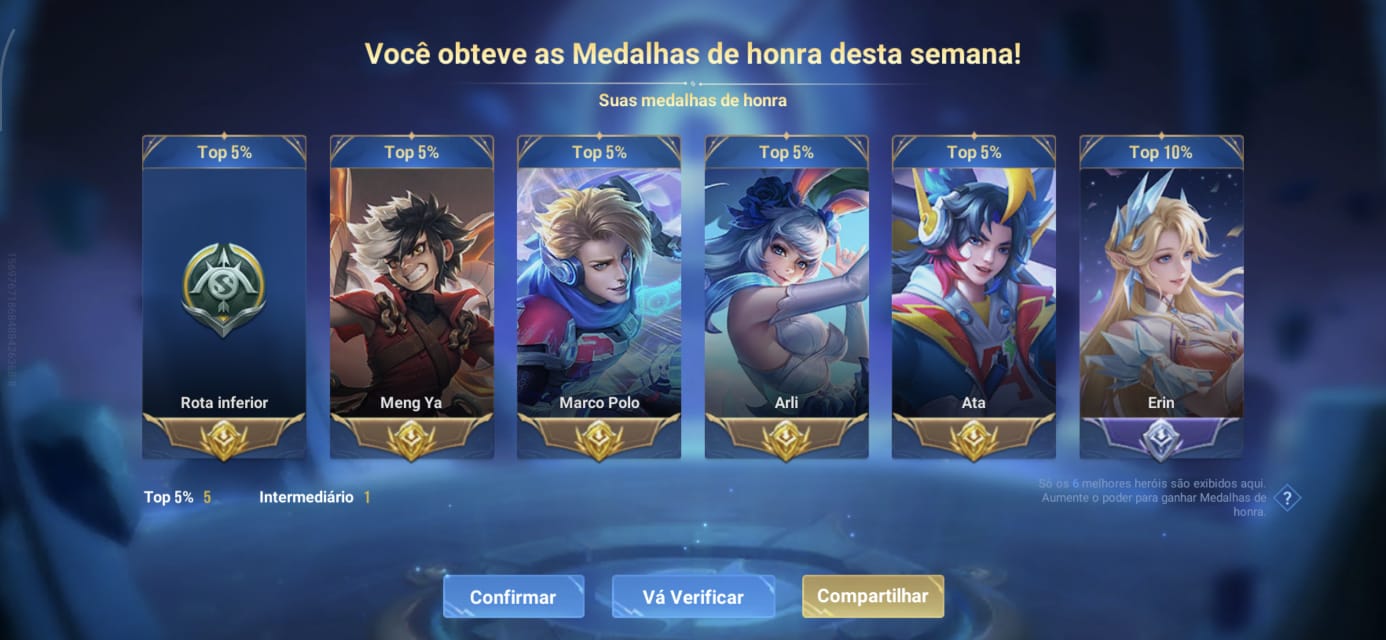 Você obteve as Medalhas de honra desta semana!
Suas medalhas de honra
Top 5%
Top 5%
Top 5%
Top 5%
Top 5%
Top 10%
Rota inferior
Meng Ya
Marco Polo
Arli
Ata
Erin
Top 5% 5
Intermediário 1
Só os 6 melhores heróis são exibidos aqui.
Aumente o poder para ganhar Medalhas de
honra.
?
Confirmar
Vá Verificar
Compartilhar